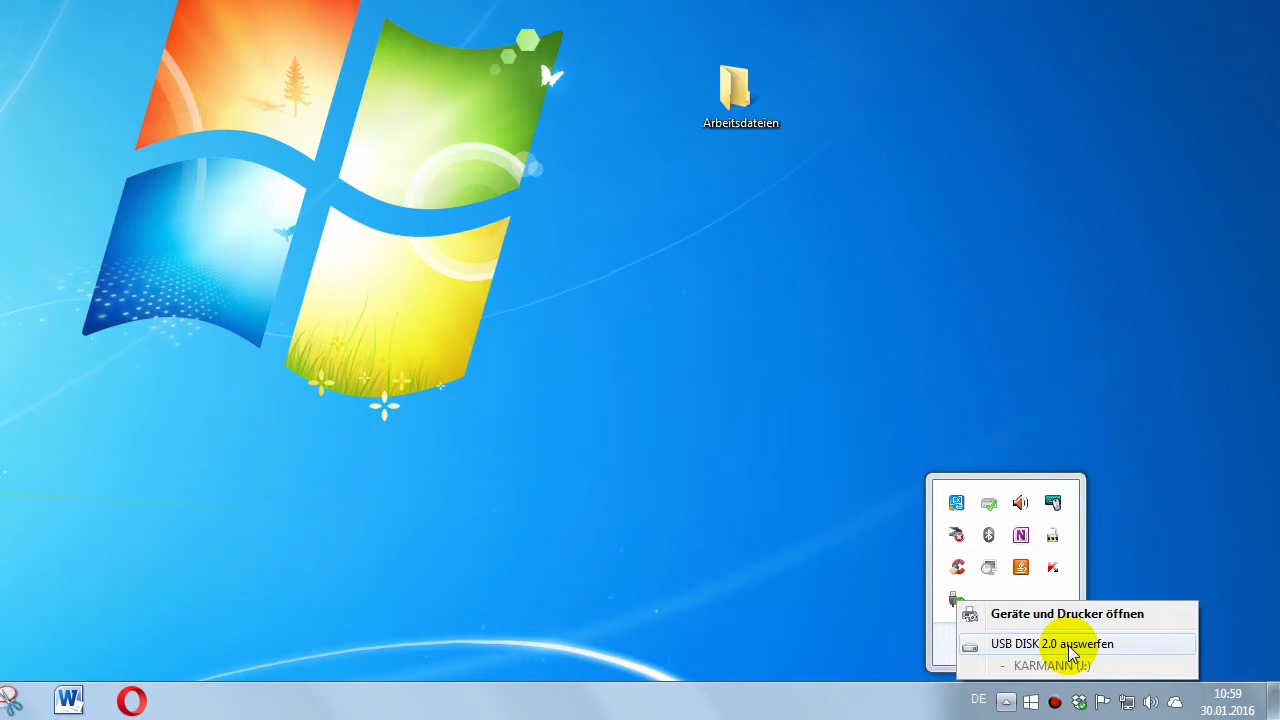 Arbeitsdateien
Geräte und Drucker öffnen
USB DISK 2.0 auswerfen
- KARMANN (J:)
DE
10:59
30.01.2016